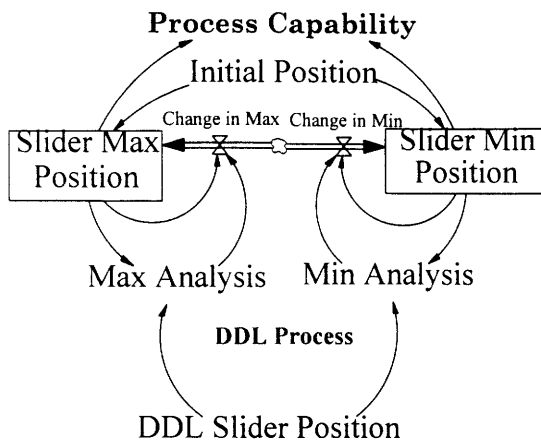 Process Capability
Initial Position
Change in Max
Change in Min
Slider Max
Position
Slider Min
Position
Max Analysis
Min Analysis
DDL Process
DDL Slider Position